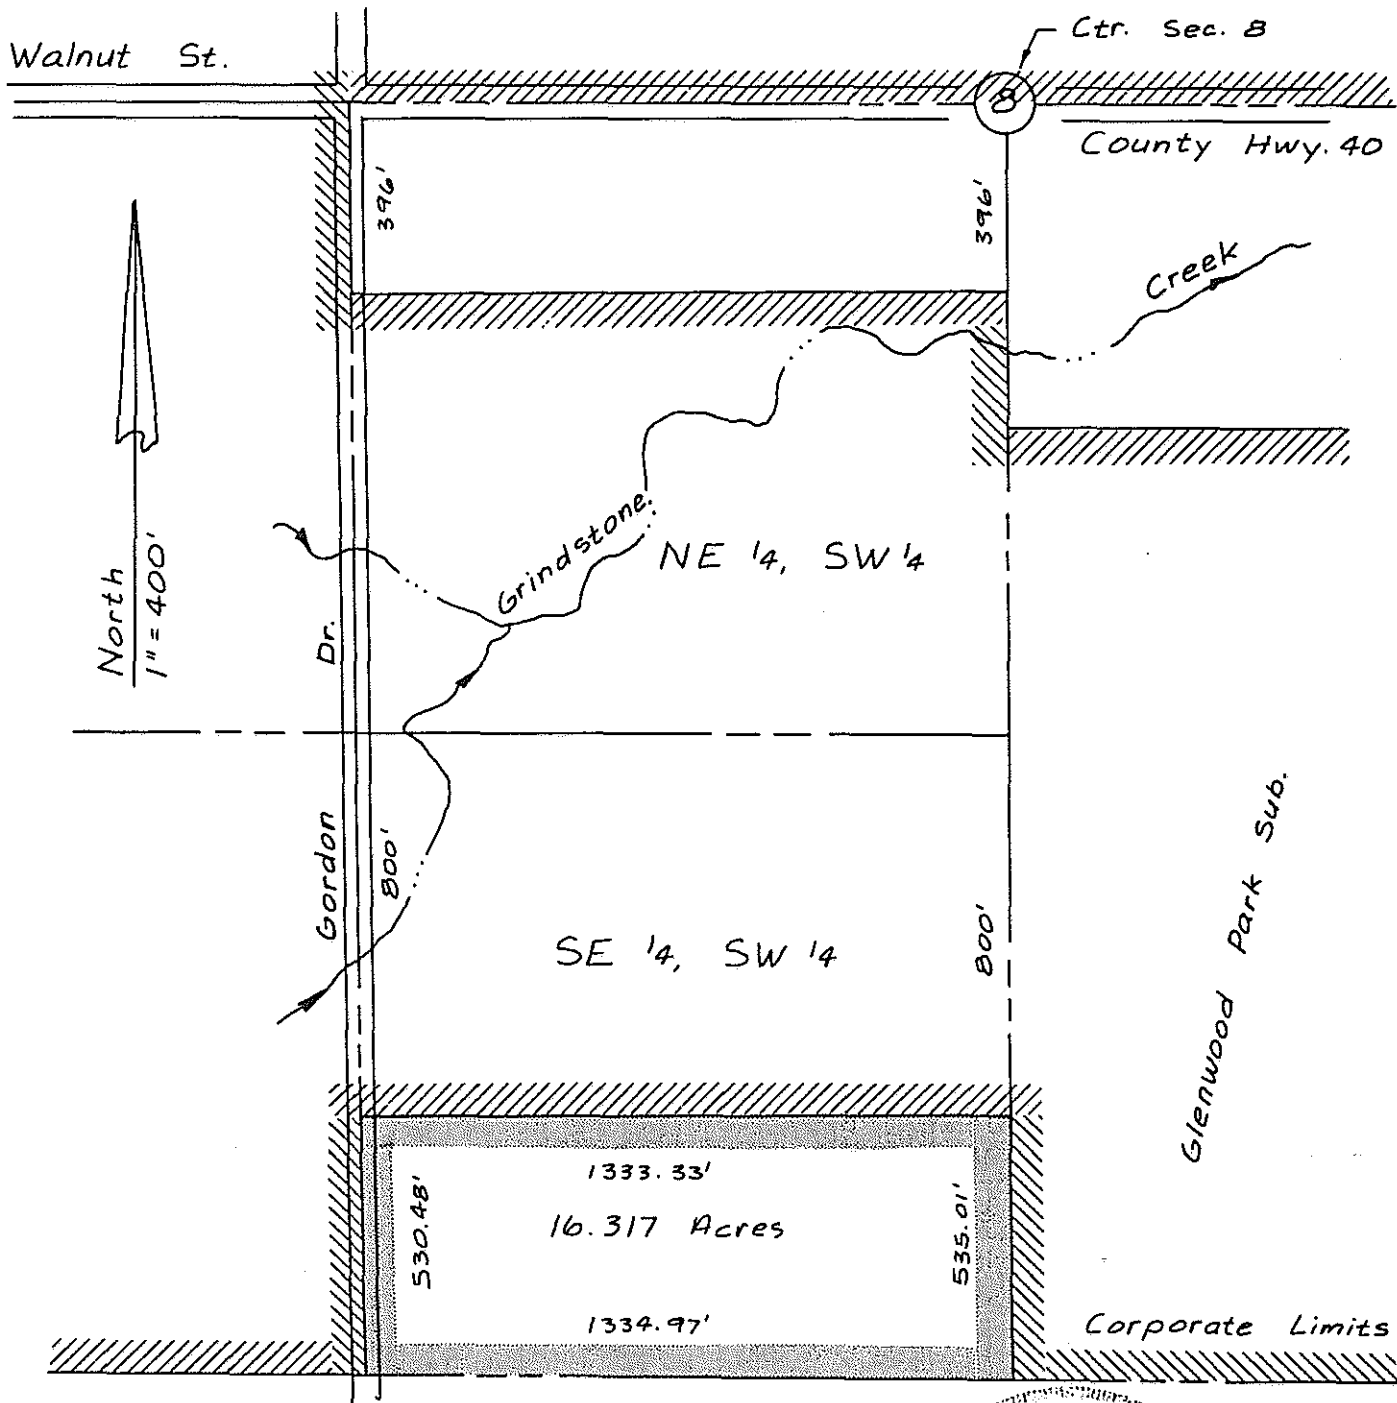 Ctr. Sec. 8
Walnut St.
8
County Hwy. 40
396'
396'
Creek
North
1" = 400'
Grindstone
NE 1/4, SW 1/4
Gordon Dr.
800'
800'
SE 1/4, SW 1/4
Glenwood Park Sub.
1333.33'
530.48'
16.317 Acres
535.01'
1334.97'
Corporate Limits